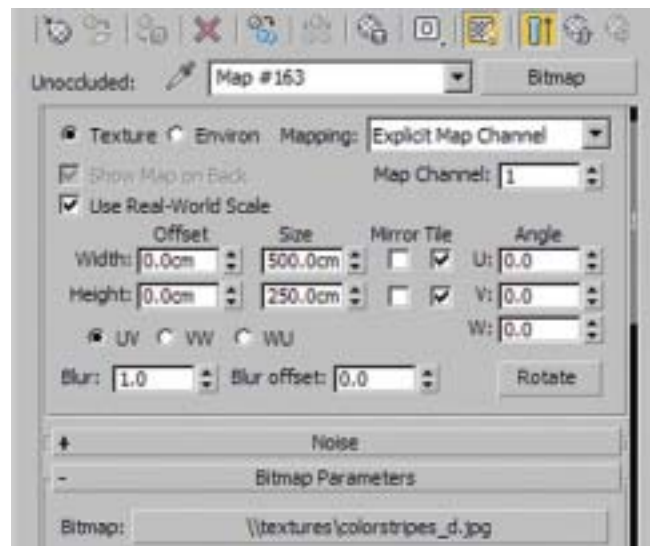 Unoccluded: Map #163 Bitmap
Texture Environ Mapping: Explicit Map Channel
Show Map on Back Map Channel: 1
Use Real-World Scale
Offset Size Mirror Tile Angle
Width: 0.0cm 500.0cm U: 0.0
Height: 0.0cm 250.0cm V: 0.0
UV VW WU W: 0.0
Blur: 1.0 Blur offset: 0.0 Rotate
+ Noise
- Bitmap Parameters
Bitmap: \\textures\colorstripes_d.jpg